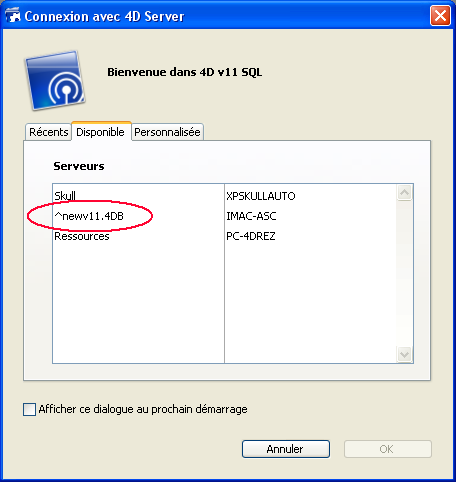 Connexion avec 4D Server
Bienvenue dans 4D v11 SQL
Récents Disponible Personnalisée
Serveurs
Skull XPSKULLAUTO
^newv11.4DB IMAC-ASC
Ressources PC-4DREZ
Afficher ce dialogue au prochain démarrage
Annuler OK